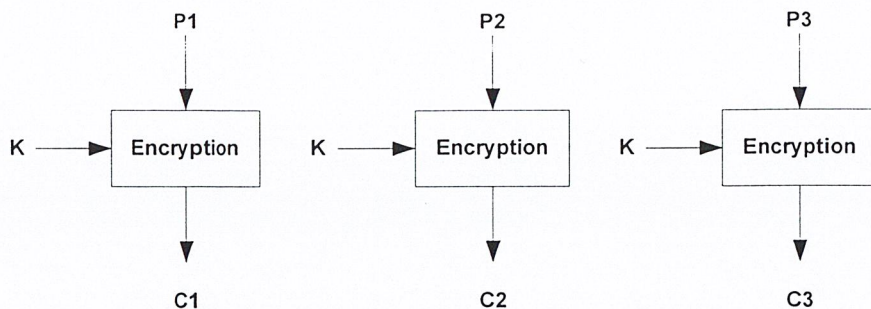 P1 P2 P3
K Encryption K Encryption K Encryption
C1 C2 C3